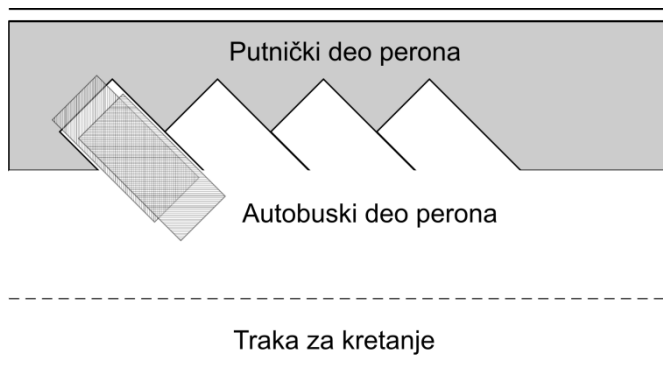 Putnički deo perona
Autobuski deo perona
Traka za kretanje